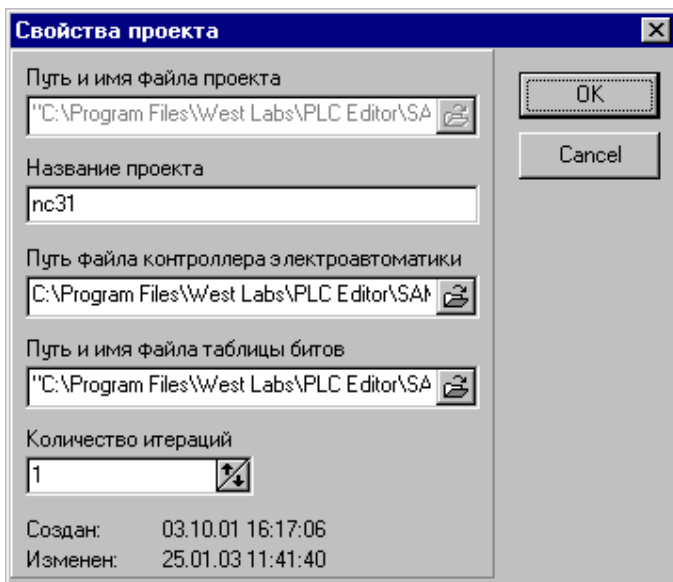 Свойства проекта
Путь и имя файла проекта
"C:\Program Files\West Labs\PLC Editor\SA
OK
Cancel
Название проекта
nc31
Путь файла контроллера электроавтоматики
C:\Program Files\West Labs\PLC Editor\SAM
Путь и имя файла таблицы битов
"C:\Program Files\West Labs\PLC Editor\SA
Количество итераций
1
Создан: 03.10.01 16:17:06
Изменен: 25.01.03 11:41:40